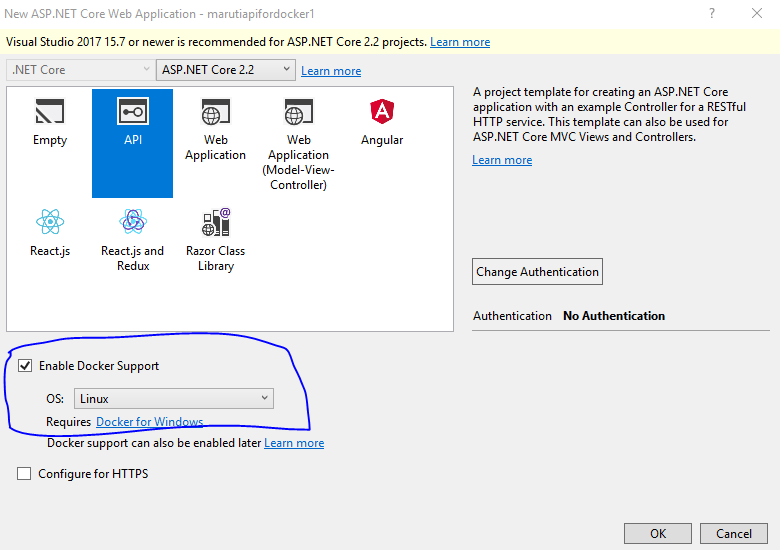 New ASP.NET Core Web Application - marutiapifordocker1
Visual Studio 2017 15.7 or newer is recommended for ASP.NET Core 2.2 projects. Learn more
.NET Core
ASP.NET Core 2.2
Learn more
Empty
API
Web
Application
Web
Application
(Model-View-
Controller)
Angular
React.js
React.js and
Redux
Razor Class
Library
A project template for creating an ASP.NET Core
application with an example Controller for a RESTful
HTTP service. This template can also be used for
ASP.NET Core MVC Views and Controllers.
Learn more
Change Authentication
Authentication No Authentication
Enable Docker Support
OS: Linux
Requires Docker for Windows
Docker support can also be enabled later Learn more
Configure for HTTPS
OK
Cancel